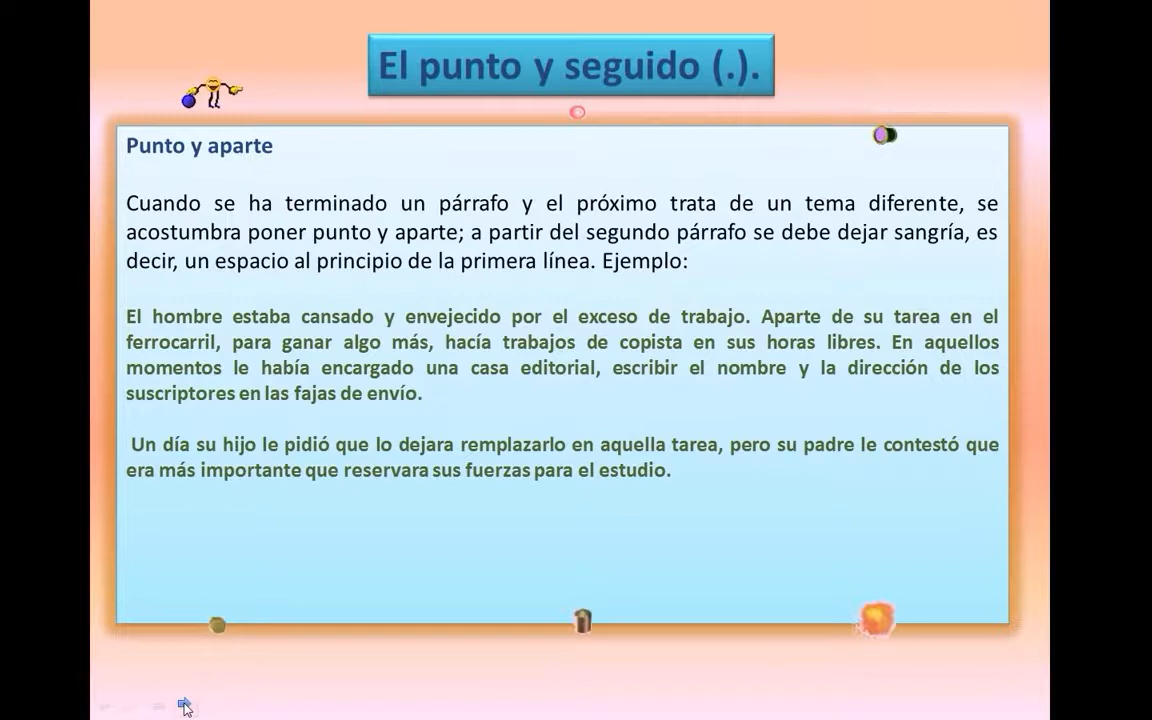 El punto y seguido (.).
Punto y aparte
Cuando se ha terminado un párrafo y el próximo trata de un tema diferente, se
acostumbra poner punto y aparte; a partir del segundo párrafo se debe dejar sangría, es
decir, un espacio al principio de la primera línea. Ejemplo:
El hombre estaba cansado y envejecido por el exceso de trabajo. Aparte de su tarea en el
ferrocarril, para ganar algo más, hacía trabajos de copista en sus horas libres. En aquellos
momentos le había encargado una casa editorial, escribir el nombre y la dirección de los
suscriptores en las fajas de envío.
Un día su hijo le pidió que lo dejara remplazarlo en aquella tarea, pero su padre le contestó que
era más importante que reservara sus fuerzas para el estudio.